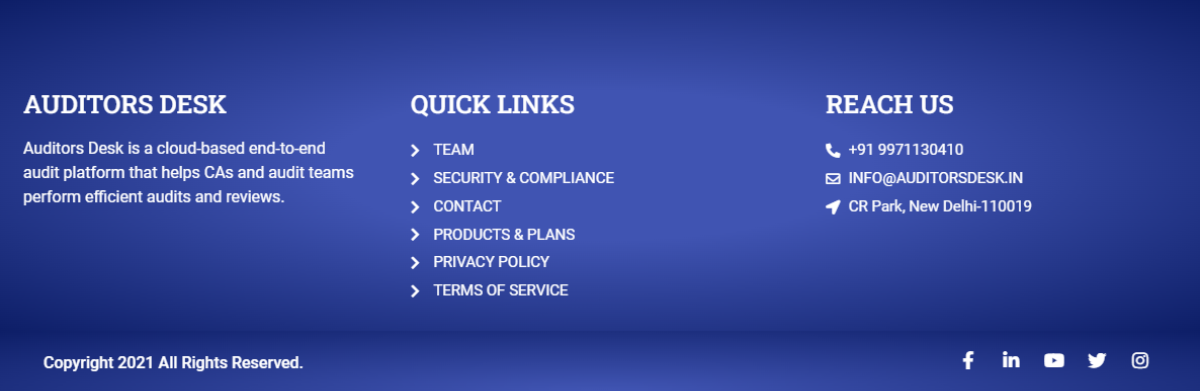 AUDITORS DESK
Auditors Desk is a cloud-based end-to-end
audit platform that helps CAs and audit teams
perform efficient audits and reviews.
QUICK LINKS
TEAM
SECURITY & COMPLIANCE
CONTACT
PRODUCTS & PLANS
PRIVACY POLICY
TERMS OF SERVICE
REACH US
+91 9971130410
INFO@AUDITORSDESK.IN
CR Park, New Delhi-110019
Copyright 2021 All Rights Reserved.